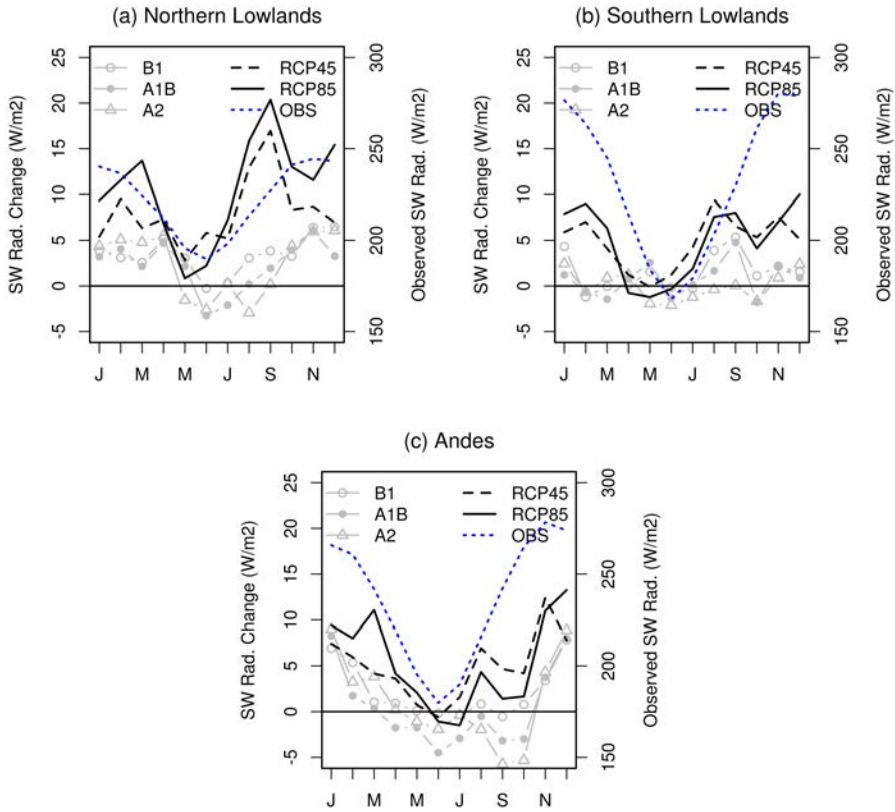 (a) Northern Lowlands
(b) Southern Lowlands
SW Rad. Change (W/m2)
25
20
15
10
5
0
-5
B1
A1B
A2
RCP45
RCP85
OBS
300
250
200
150
Observed SW Rad. (W/m2)
J M M J S N
SW Rad. Change (W/m2)
25
20
15
10
5
0
-5
B1
A1B
A2
RCP45
RCP85
OBS
300
250
200
150
Observed SW Rad. (W/m2)
J M M J S N
(c) Andes
SW Rad. Change (W/m2)
25
20
15
10
5
0
-5
B1
A1B
A2
RCP45
RCP85
OBS
300
250
200
150
Observed SW Rad. (W/m2)
J M M J S N